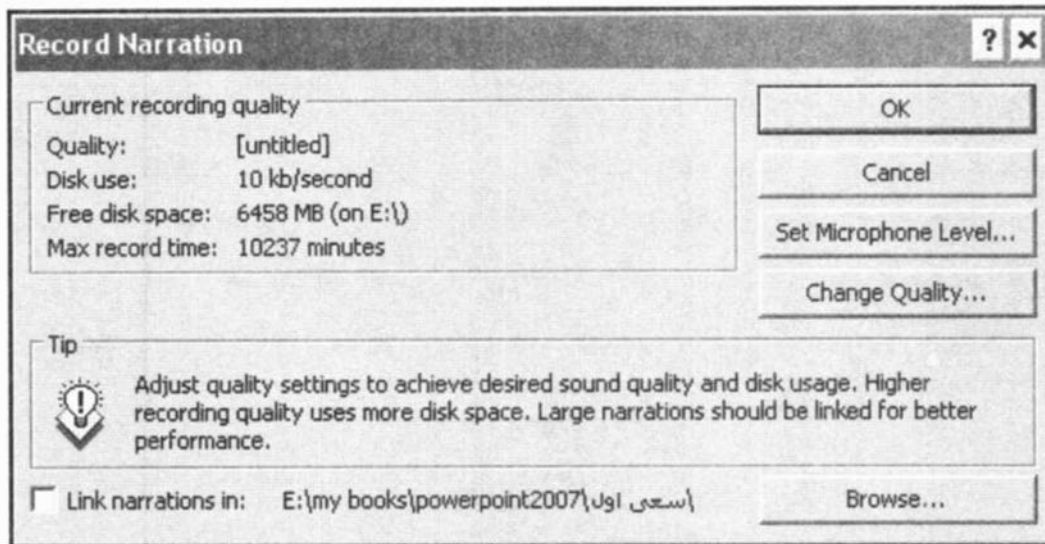 Record Narration
Current recording quality
Quality: [untitled]
Disk use: 10 kb/second
Free disk space: 6458 MB (on E:\)
Max record time: 10237 minutes
OK
Cancel
Set Microphone Level...
Change Quality...
Tip
Adjust quality settings to achieve desired sound quality and disk usage. Higher
recording quality uses more disk space. Large narrations should be linked for better
performance.
Link narrations in: E:\my books\powerpoint2007\سعی اول\
Browse...